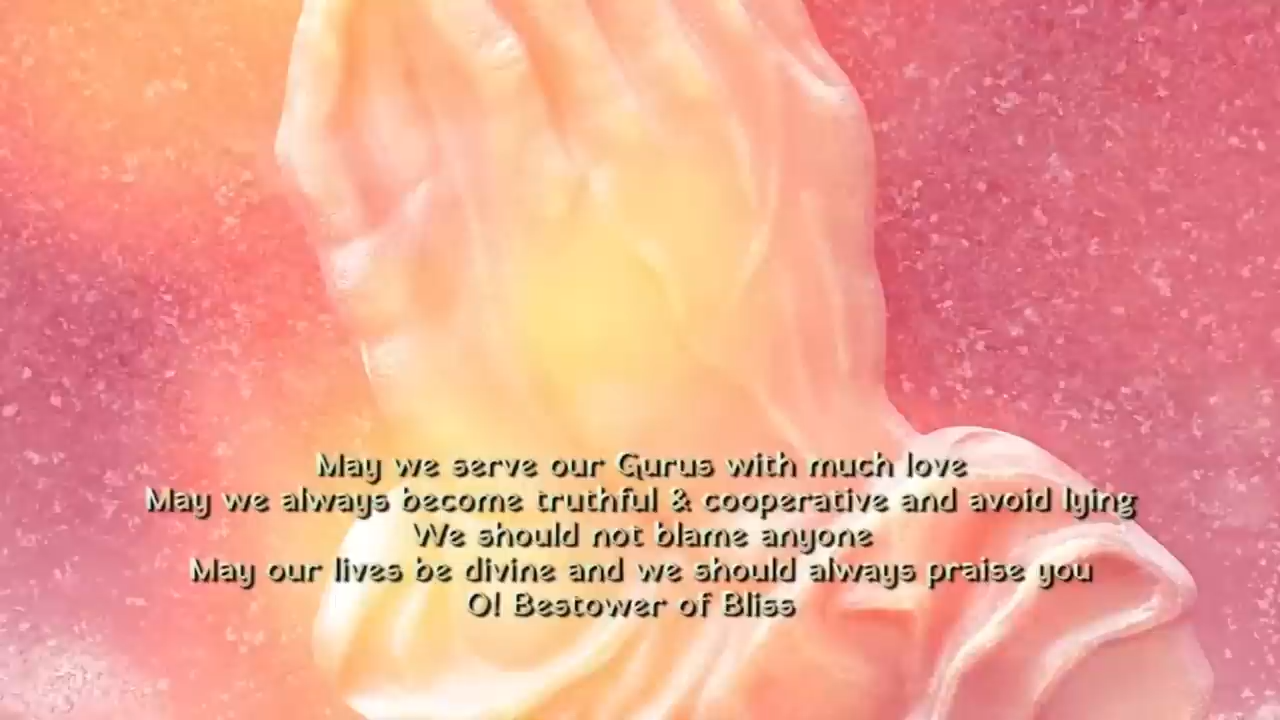 May we serve our Gurus with much love
May we always become truthful & cooperative and avoid lying
We should not blame anyone
May our lives be divine and we should always praise you
O! Bestower of Bliss